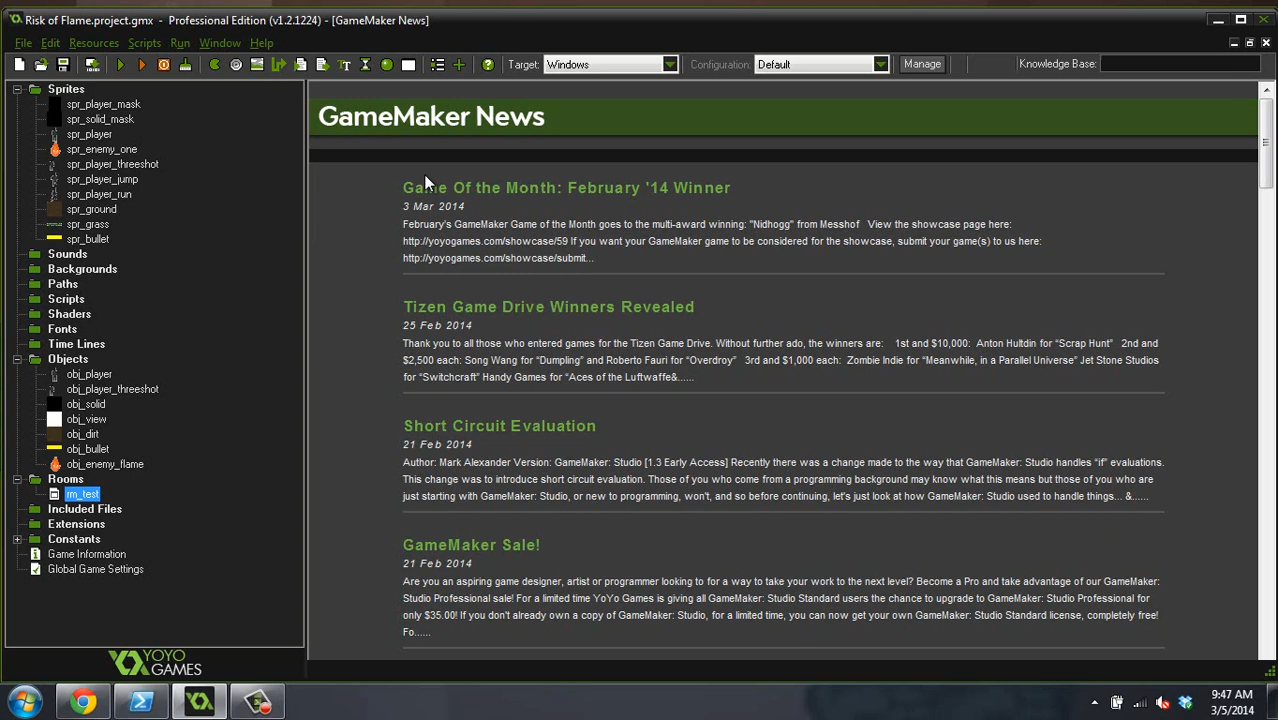 Risk of Flame.project.gmx - Professional Edition (v1.2.1224) - [GameMaker News]
File Edit Resources Scripts Run Window Help
Target: Windows Configuration: Default Manage Knowledge Base:
Sprites
spr_player_mask
spr_solid_mask
spr_player
spr_enemy_one
spr_player_threeshot
spr_player_jump
spr_player_run
spr_ground
spr_grass
spr_bullet
Sounds
Backgrounds
Paths
Scripts
Shaders
Fonts
Time Lines
Objects
obj_player
obj_player_threeshot
obj_solid
obj_view
obj_dirt
obj_bullet
obj_enemy_flame
Rooms
rm_test
Included Files
Extensions
Constants
Game Information
Global Game Settings
YOYO
GAMES
GameMaker News
Game Of the Month: February '14 Winner
3 Mar 2014
February's GameMaker Game of the Month goes to the multi-award winning: "Nidhogg" from Messhof View the showcase page here:
http://yoyogames.com/showcase/59 If you want your GameMaker game to be considered for the showcase, submit your game(s) to us here:
http://yoyogames.com/showcase/submit...
Tizen Game Drive Winners Revealed
25 Feb 2014
Thank you to all those who entered games for the Tizen Game Drive. Without further ado, the winners are: 1st and $10,000: Anton Hultdin for “Scrap Hunt” 2nd and
$2,500 each: Song Wang for “Dumpling” and Roberto Fauri for “Overdroy” 3rd and $1,000 each: Zombie Indie for “Meanwhile, in a Parallel Universe” Jet Stone Studios
for “Switchcraft” Handy Games for “Aces of the Luftwaffe&......
Short Circuit Evaluation
21 Feb 2014
Author: Mark Alexander Version: GameMaker: Studio [1.3 Early Access] Recently there was a change made to the way that GameMaker: Studio handles “if” evaluations.
This change was introduce short circuit evaluation. Those of you who come from a programming background may know what this means but those of you who are
just starting with GameMaker: Studio, or new to programming, won't, and so before continuing, let's just look at how GameMaker: Studio used to handle things... &......
GameMaker Sale!
21 Feb 2014
Are you an aspiring game designer, artist or programmer looking to for a way to take your work to the next level? Become a Pro and take advantage of our GameMaker:
Studio Professional sale! For a limited time YoYo Games is giving all GameMaker: Studio Standard users the chance to upgrade to GameMaker: Studio Professional for
only $35.00! If you don't already own a copy of GameMaker: Studio, for a limited time, you can now get your own GameMaker: Studio Standard license, completely free!
Fo......
9:47 AM
3/5/2014